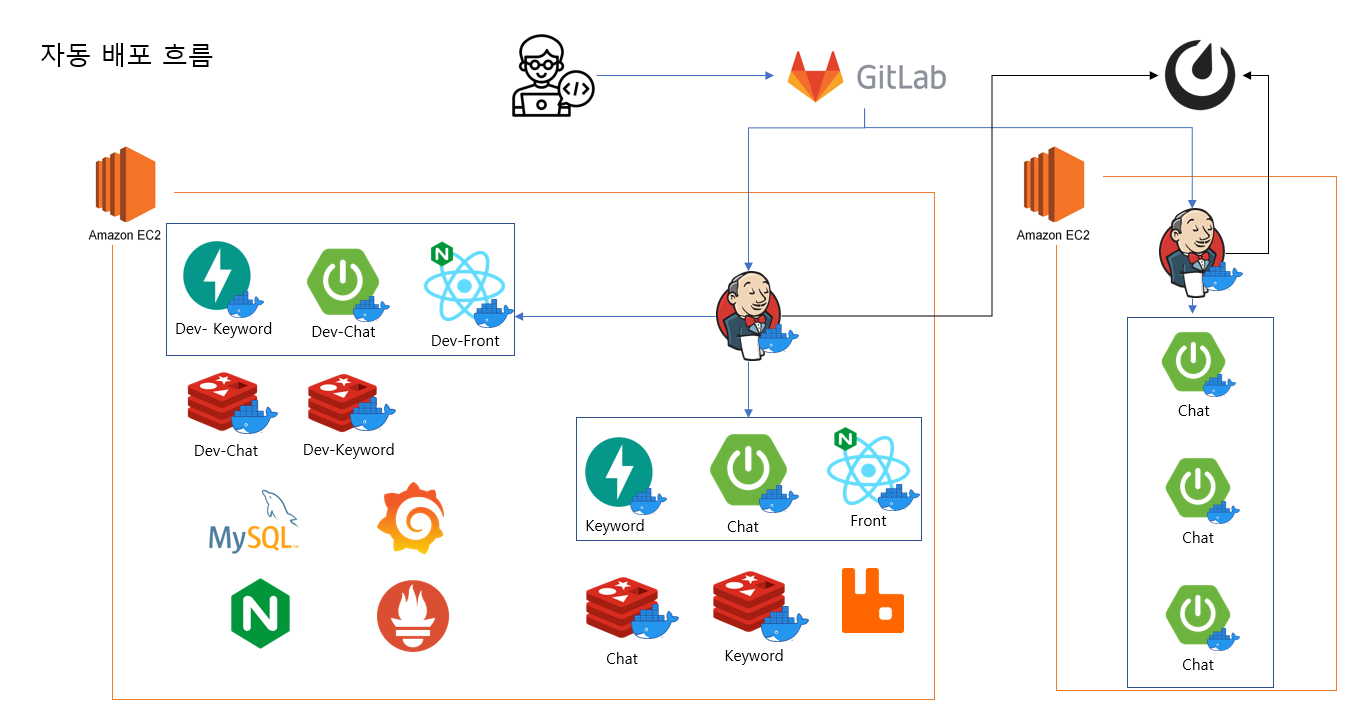 자동 배포 흐름
</>
GitLab
Amazon EC2
Amazon EC2
Dev- Keyword
Dev-Chat
Dev-Front
Dev-Chat
Dev-Keyword
Keyword
Chat
Front
MySQL
Chat
Keyword
Chat
Chat
Chat